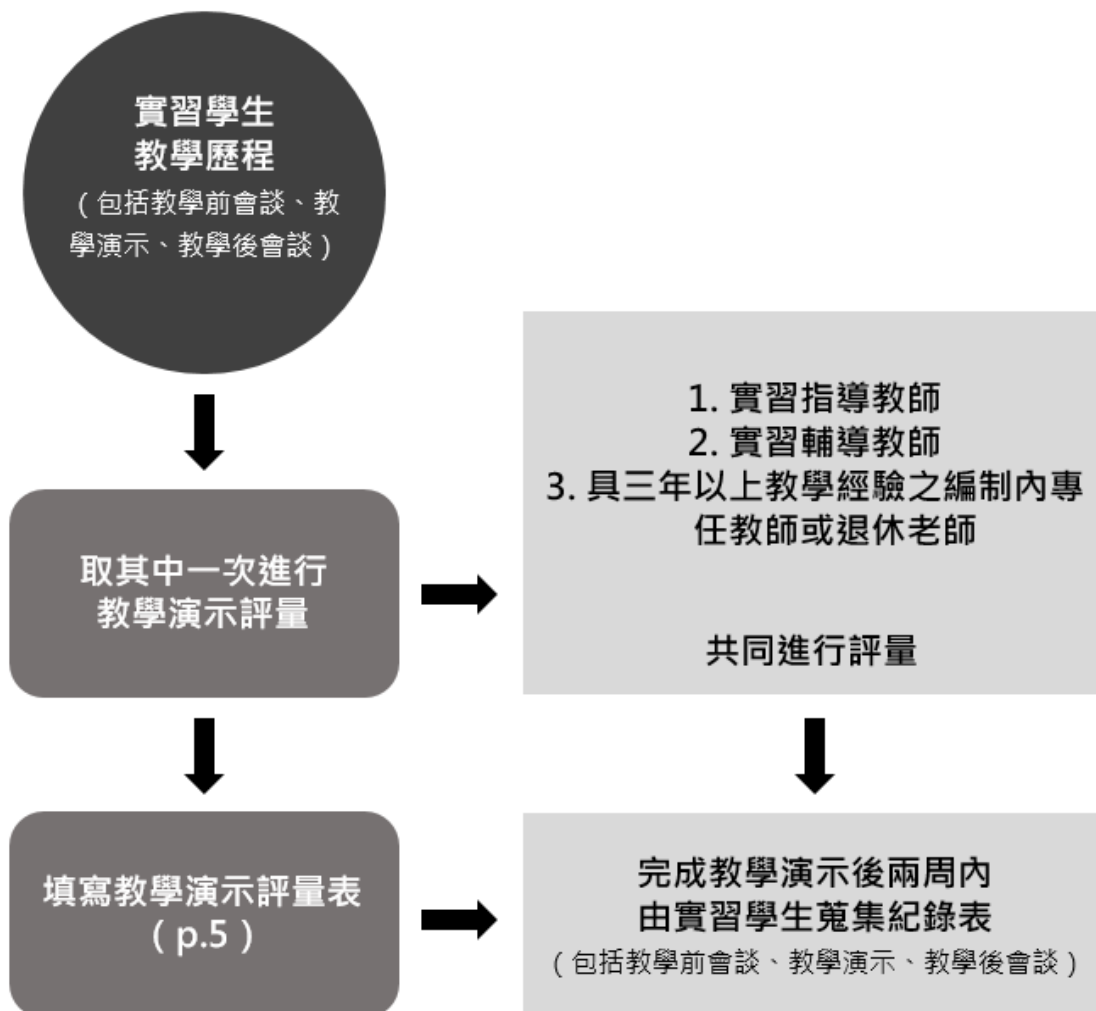 實習學生
教學歷程
（包括教學前會談、教
學演示、教學後會談）
取其中一次進行
教學演示評量
1. 實習指導教師
2. 實習輔導教師
3. 具三年以上教學經驗之編制內專
任教師或退休老師
共同進行評量
填寫教學演示評量表
（p.5）
完成教學演示後兩周內
由實習學生蒐集紀錄表
（包括教學前會談、教學演示、教學後會談）